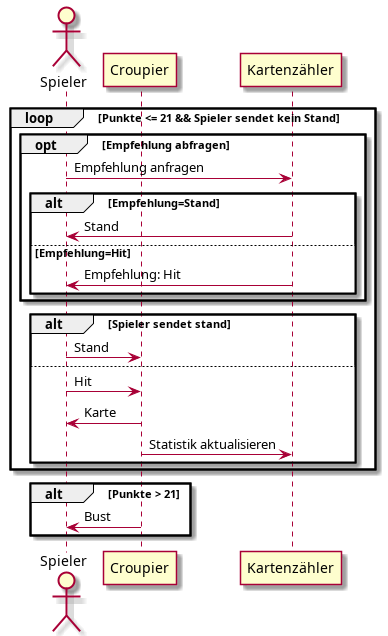 Spieler
Croupier
Kartenzähler
loop [Punkte <= 21 && Spieler sendet kein Stand]
opt [Empfehlung abfragen]
Empfehlung anfragen
alt [Empfehlung=Stand]
Stand
[Empfehlung=Hit]
Empfehlung: Hit
alt [Spieler sendet stand]
Stand
Hit
Karte
Statistik aktualisieren
alt [Punkte > 21]
Bust
Spieler
Croupier
Kartenzähler